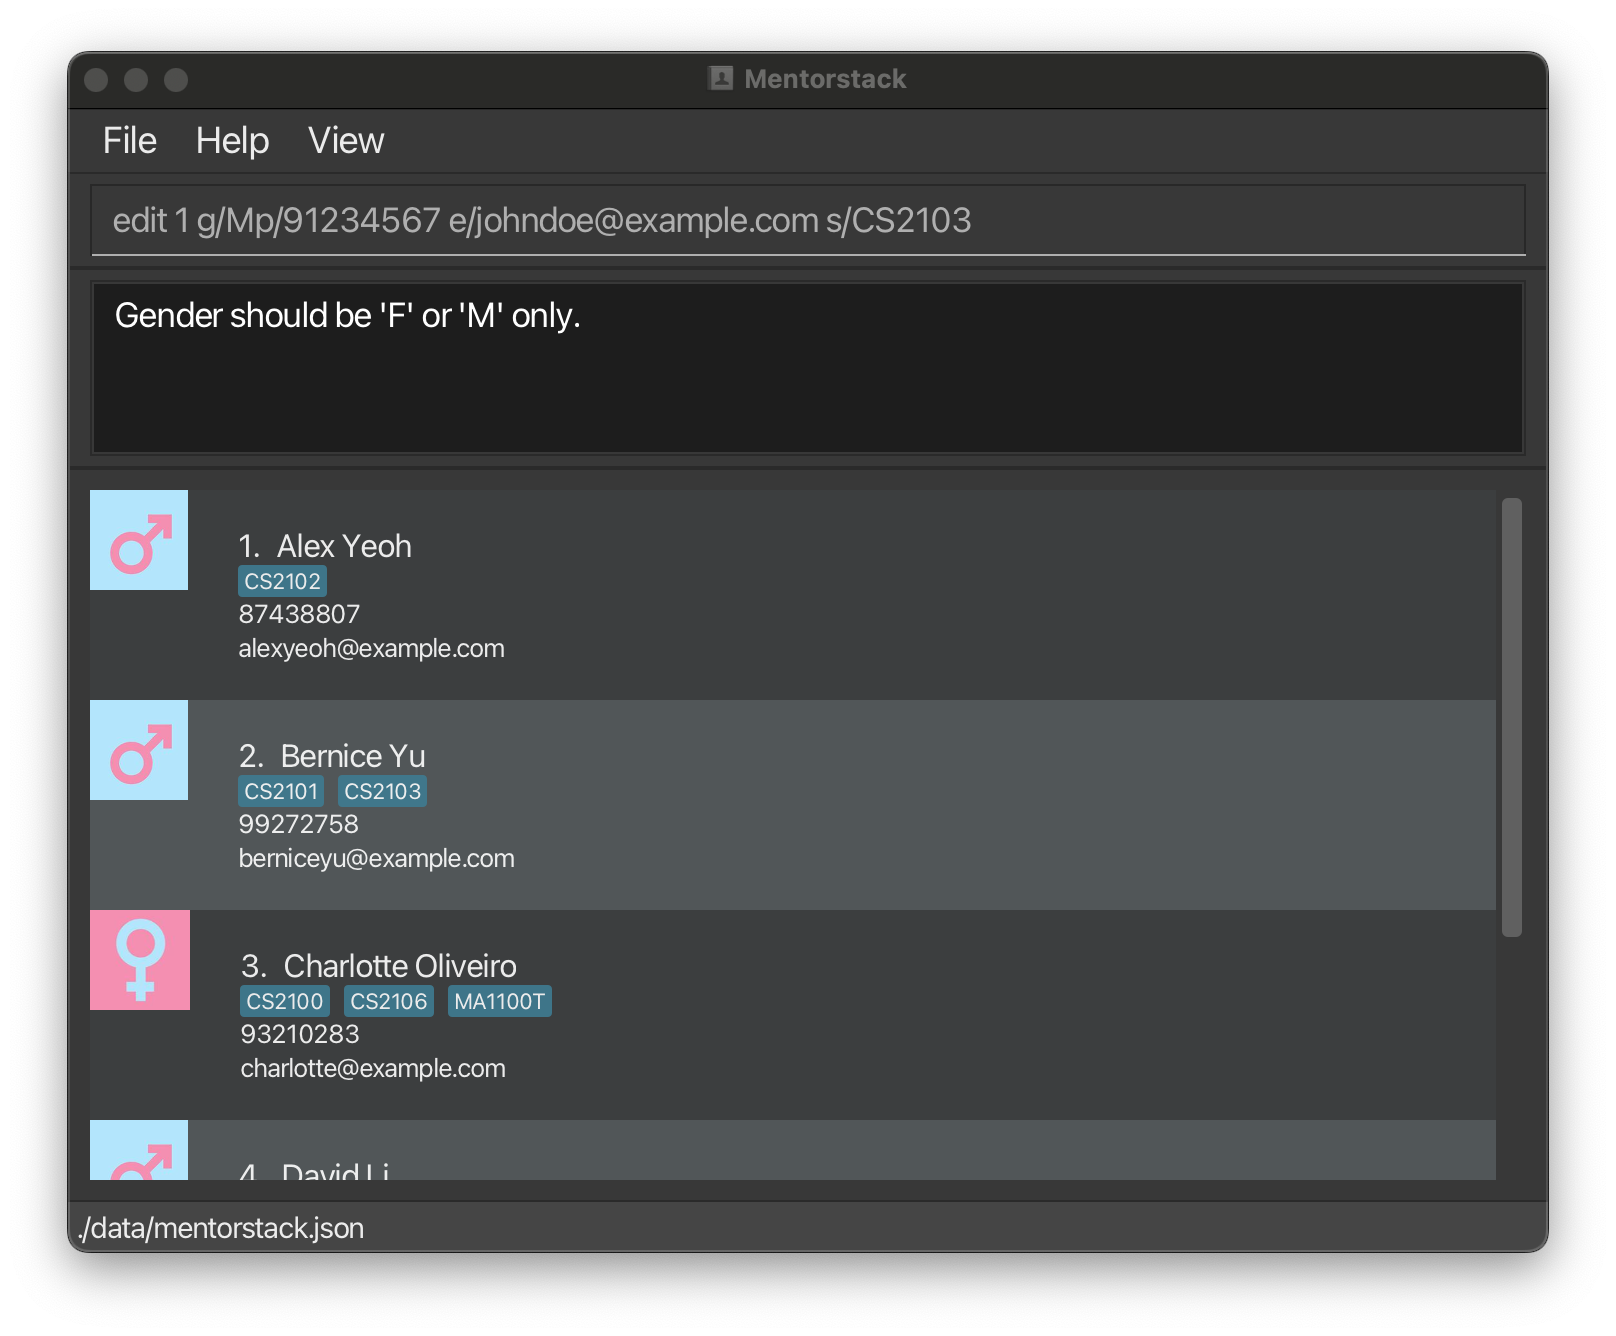 Mentorstack
File Help View
edit 1 g/Mp/91234567 e/johndoe@example.com s/CS2103
Gender should be 'F' or 'M' only.
1. Alex Yeoh
CS2102
87438807
alexyeoh@example.com
2. Bernice Yu
CS2101 CS2103
99272758
berniceyu@example.com
3. Charlotte Oliveiro
CS2100 CS2106 MA1100T
93210283
charlotte@example.com
4. David Li
./data/mentorstack.json